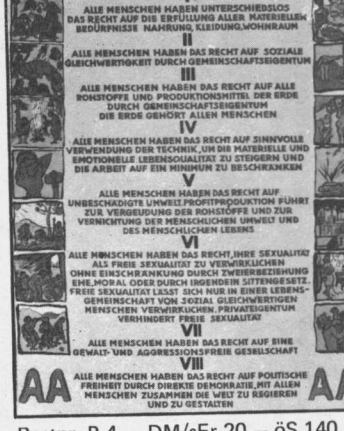 ALLE MENSCHEN HABEN UNTERSCHIEDSLOS
DAS RECHT AUF DIE ERFÜLLUNG ALLER MATERIELLEN
BEDÜRFNISSE NAHRUNG, KLEIDUNG, WOHNRAUM
II
ALLE MENSCHEN HABEN DAS RECHT AUF SOZIALE
GLEICHWERTIGKEIT DURCH GEMEINSCHAFTSEIGENTUM
III
ALLE MENSCHEN HABEN DAS RECHT AUF ALLE
ROHSTOFFE UND PRODUKTIONSMITTEL DER ERDE
DURCH GEMEINSCHAFTSEIGENTUM
DIE ERDE GEHÖRT ALLEN MENSCHEN
IV
ALLE MENSCHEN HABEN DAS RECHT AUF SINNVOLLE
VERWENDUNG DER TECHNIK, UM DIE MATERIELLE UND
EMOTIONELLE LEBENSQUALITÄT ZU STEIGERN UND
DIE ARBEIT AUF EIN MINIMUM ZU BESCHRÄNKEN
V
ALLE MENSCHEN HABEN DAS RECHT AUF
UNBESCHÄDIGTE UMWELT. PROFITPRODUKTION FÜHRT
ZUR VERGEUDUNG DER ROHSTOFFE UND ZUR
VERNICHTUNG DER MENSCHLICHEN UMWELT UND
DES MENSCHLICHEN LEBENS
VI
ALLE MENSCHEN HABEN DAS RECHT, IHRE SEXUALITÄT
ALS FREIE SEXUALITÄT ZU VERWIRKLICHEN
OHNE EINSCHRÄNKUNG DURCH ZWEIERBEZIEHUNG
EHE, MORAL ODER DURCH IRGENDEIN SITTENGESETZ.
FREIE SEXUALITÄT LÄSST SICH NUR IN EINER LEBENS-
GEMEINSCHAFT VON SOZIAL GLEICHWERTIGEN
MENSCHEN VERWIRKLICHEN. PRIVATEIGENTUM
VERHINDERT FREIE SEXUALITÄT
VII
ALLE MENSCHEN HABEN DAS RECHT AUF EINE
GEWALT- UND AGGRESSIONSFREIE GESELLSCHAFT
VIII
AA ALLE MENSCHEN HABEN DAS RECHT AUF POLITISCHE
FREIHEIT DURCH DIREKTE DEMOKRATIE, MIT ALLEN
MENSCHEN ZUSAMMEN DIE WELT ZU REGIEREN
UND ZU GESTALTEN
DM/sFr 20 – öS 140